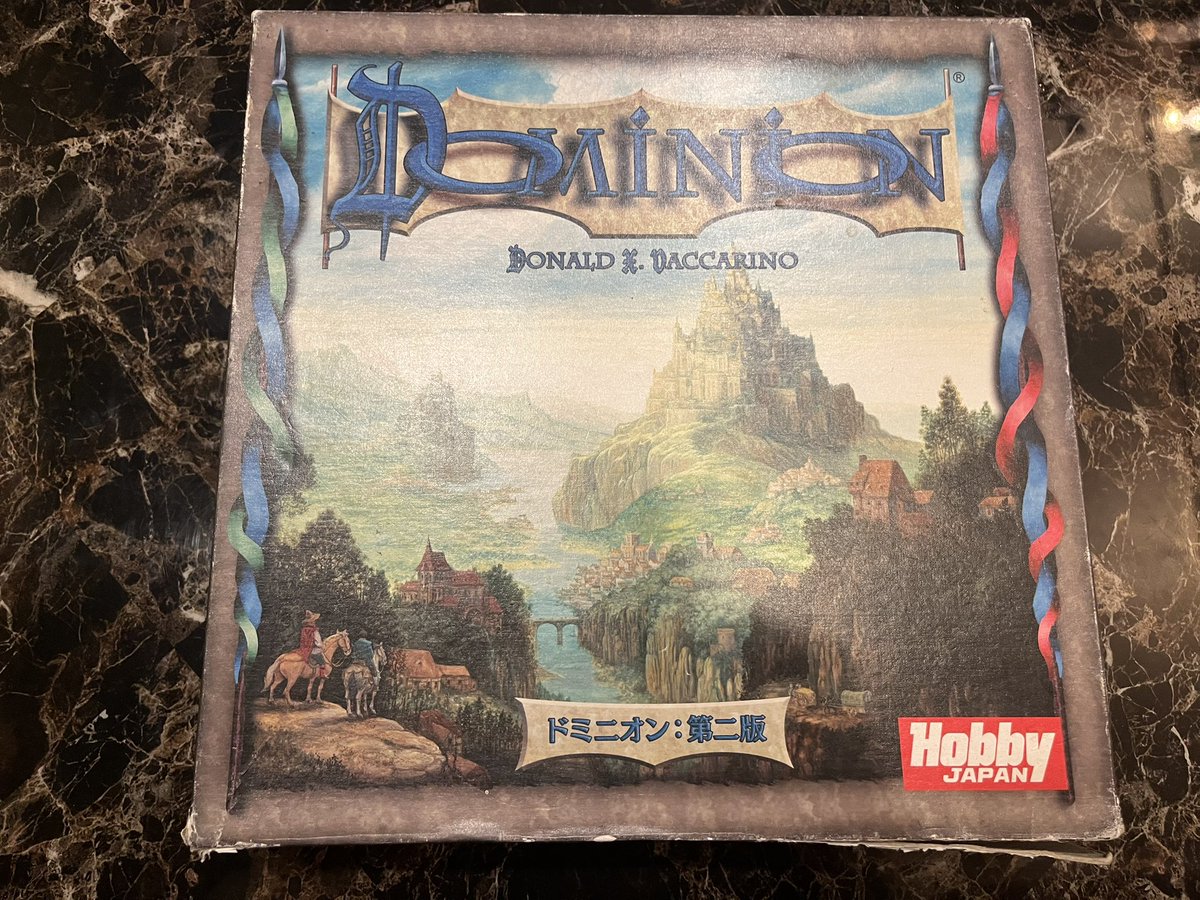 DOMINION
®
DONALD X. VACCARINO
ドミニオン:第二版
Hobby
JAPAN